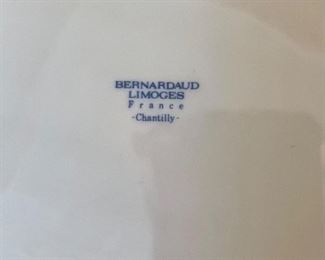 BERNARDAUD
LIMOGES
France
-Chantilly-